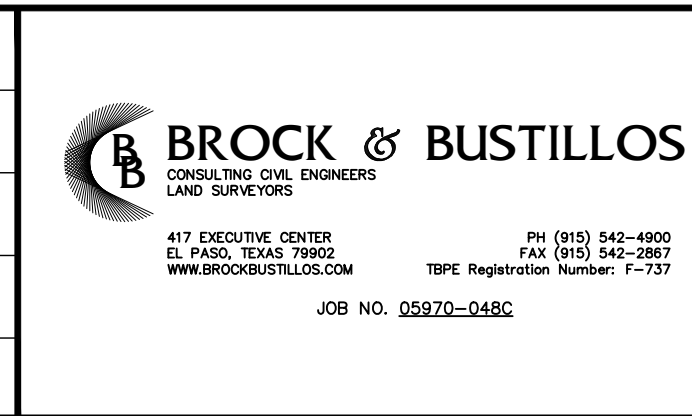 BB
BROCK & BUSTILLOS
CONSULTING CIVIL ENGINEERS
LAND SURVEYORS
417 EXECUTIVE CENTER
EL PASO, TEXAS 79902
WWW.BROCKBUSTILLOS.COM
PH (915) 542-4900
FAX (915) 542-2867
TBPE Registration Number: F-737
JOB NO. 05970-048C